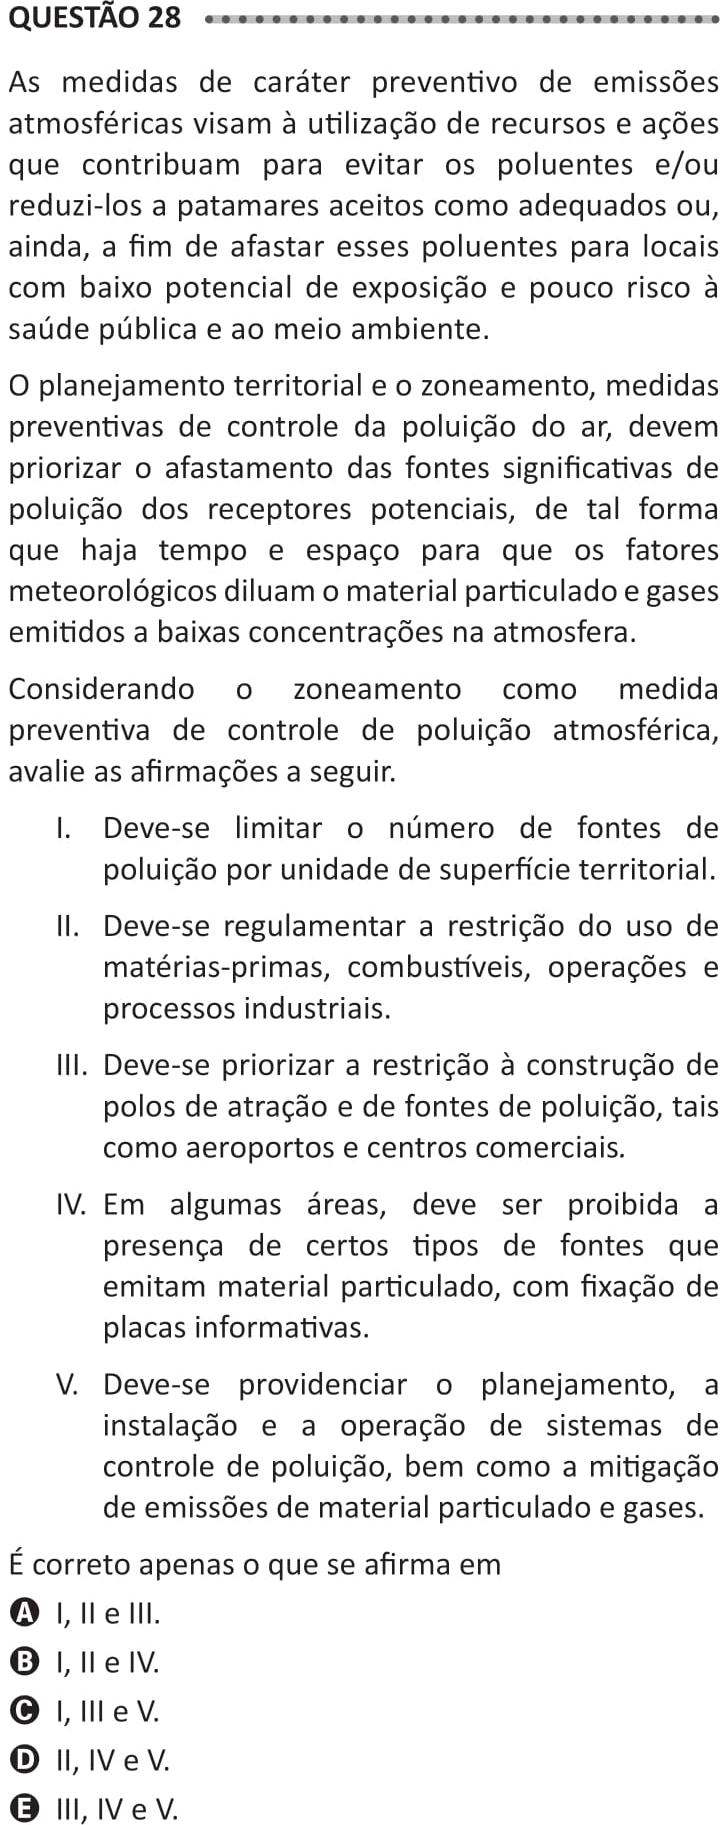 QUESTÃO 28
As medidas de caráter preventivo de emissões
atmosféricas visam à utilização de recursos e ações
que contribuam para evitar os poluentes e/ou
reduzi-los a patamares aceitos como adequados ou,
ainda, a fim de afastar esses poluentes para locais
com baixo potencial de exposição e pouco risco à
saúde pública e ao meio ambiente.
O planejamento territorial e o zoneamento, medidas
preventivas de controle da poluição do ar, devem
priorizar o afastamento das fontes significativas de
poluição dos receptores potenciais, de tal forma
que haja tempo e espaço para que os fatores
meteorológicos diluam o material particulado e gases
emitidos a baixas concentrações na atmosfera.
Considerando o zoneamento como medida
preventiva de controle de poluição atmosférica,
avalie as afirmações a seguir.
I. Deve-se limitar o número de fontes de
poluição por unidade de superfície territorial.
II. Deve-se regulamentar a restrição do uso de
matérias-primas, combustíveis, operações e
processos industriais.
III. Deve-se priorizar a restrição à construção de
polos de atração e de fontes de poluição, tais
como aeroportos e centros comerciais.
IV. Em algumas áreas, deve ser proibida a
presença de certos tipos de fontes que
emitam material particulado, com fixação de
placas informativas.
V. Deve-se providenciar o planejamento, a
instalação e a operação de sistemas de
controle de poluição, bem como a mitigação
de emissões de material particulado e gases.
É correto apenas o que se afirma em
A I, II e III.
B I, II e IV.
C I, III e V.
D II, IV e V.
E III, IV e V.